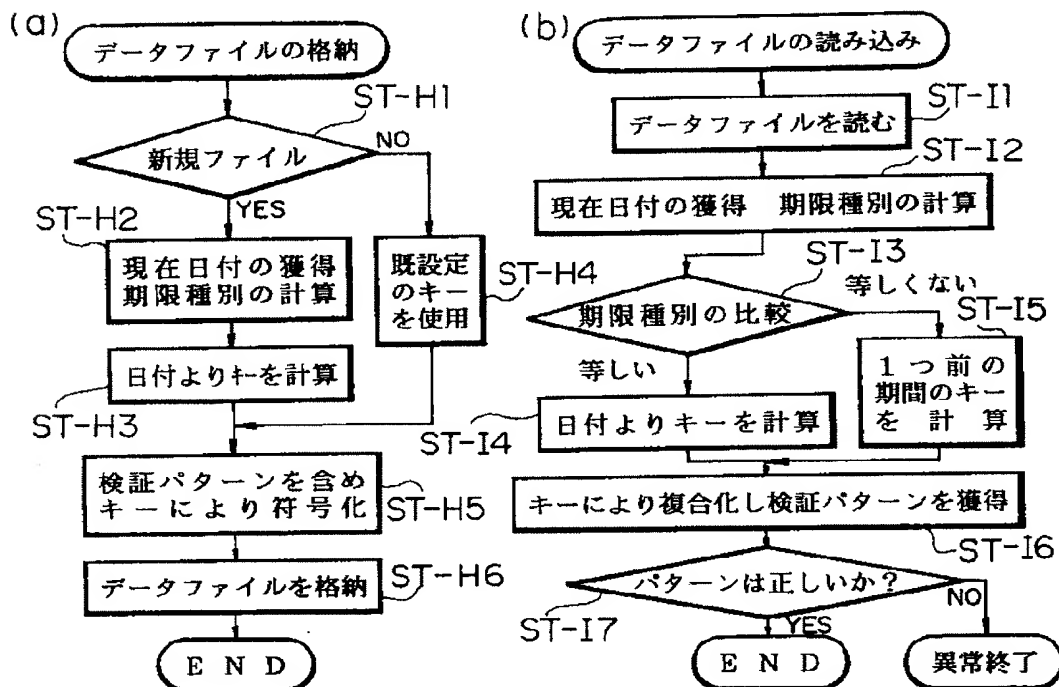 (a)
データファイルの格納
ST-H1
新規ファイル
NO
YES
ST-H2
現在日付の獲得
期限種別の計算
既設定
のキー
を使用
ST-H4
日付よりキーを計算
ST-H3
検証パターンを含め
キーにより符号化
ST-H5
データファイルを格納
ST-H6
END
(b)
データファイルの読み込み
ST-I1
データファイルを読む
ST-I2
現在日付の獲得 期限種別の計算
ST-I3
期限種別の比較
等しくない
ST-I5
等しい
1つ前の
期間のキー
を計算
ST-I4
日付よりキーを計算
キーにより複合化し検証パターンを獲得
ST-I6
パターンは正しいか?
NO
ST-I7
YES
END
異常終了